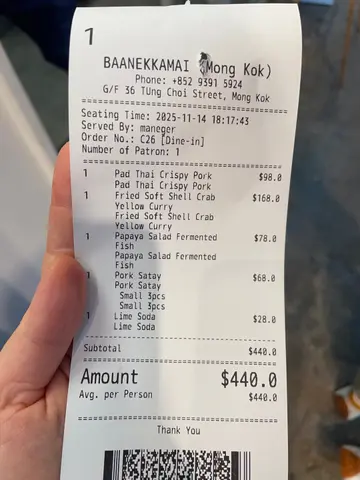 1
BAANEKKAMAI (Mong Kok)
Phone: +852 9391 5924
G/F 36 TUng Choi Street, Mong Kok
Seating Time: 2025-11-14 18:17:43
Served By: maneger
Order No.: C26 [Dine-in]
Number of Patron: 1
1 Pad Thai Crispy Pork $98.0
Pad Thai Crispy Pork
1 Fried Soft Shell Crab $168.0
Yellow Curry
Fried Soft Shell Crab
Yellow Curry
1 Papaya Salad Fermented $78.0
Fish
Papaya Salad Fermented
Fish
1 Pork Satay $68.0
Pork Satay
Small 3pcs
Small 3pcs
1 Lime Soda $28.0
Lime Soda
Subtotal $440.0
Amount $440.0
Avg. per Person $440.0
Thank You